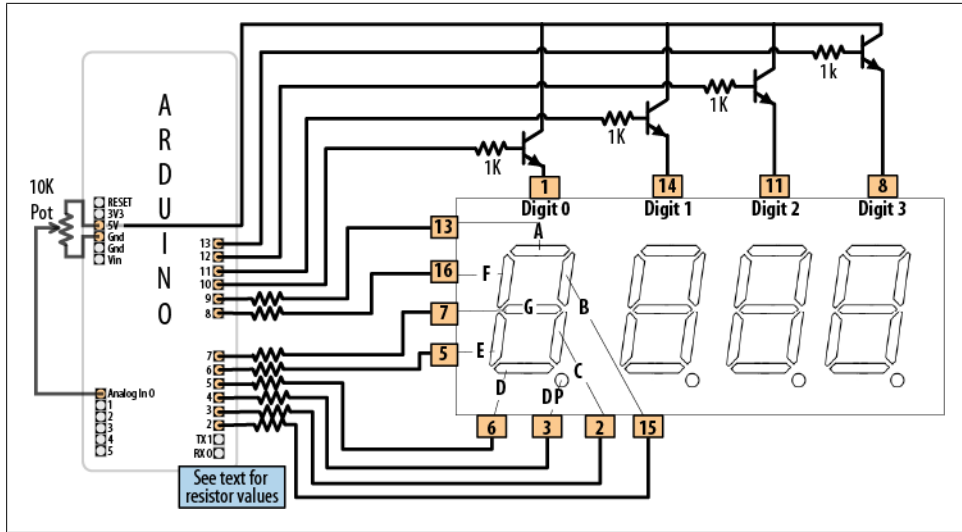 1k
1K
1K
1K
ARDUINO
10K
Pot
RESET
3V3
5V
Gnd
Gnd
Vin
13
12
11
10
9
8
7
6
5
4
3
2
TX 1
RX 0
Analog In 0
1
2
3
4
5
See text for
resistor values
1
14
11
8
Digit 0
Digit 1
Digit 2
Digit 3
13
16
7
5
A
F
B
G
E
C
D
DP
6
3
2
15